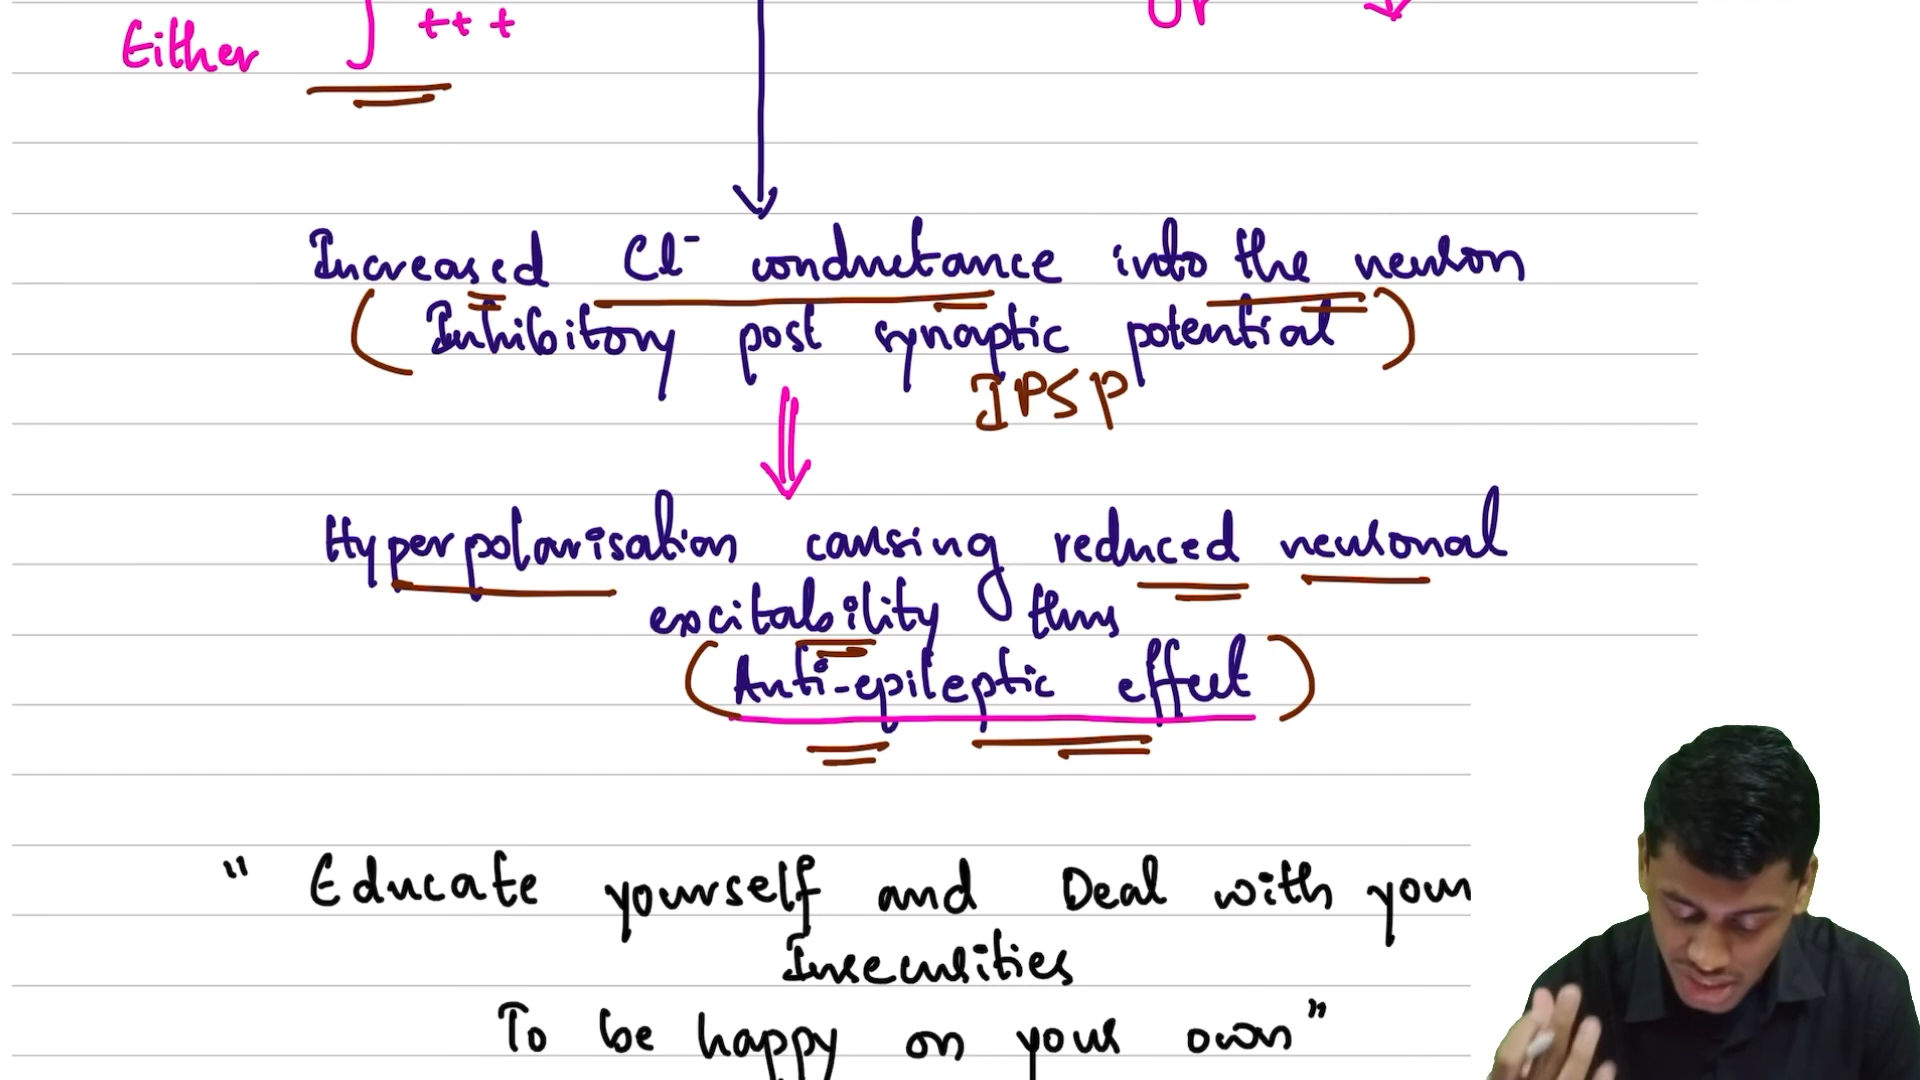 Either +++ Or
Increased Cl⁻ conductance into the neuron
(Inhibitory post synaptic potential)
IPSP
Hyperpolarisation causing reduced neuronal
excitability thus
(Anti-epileptic effect)
" Educate yourself and Deal with your
Insecurities
To be happy on your own"